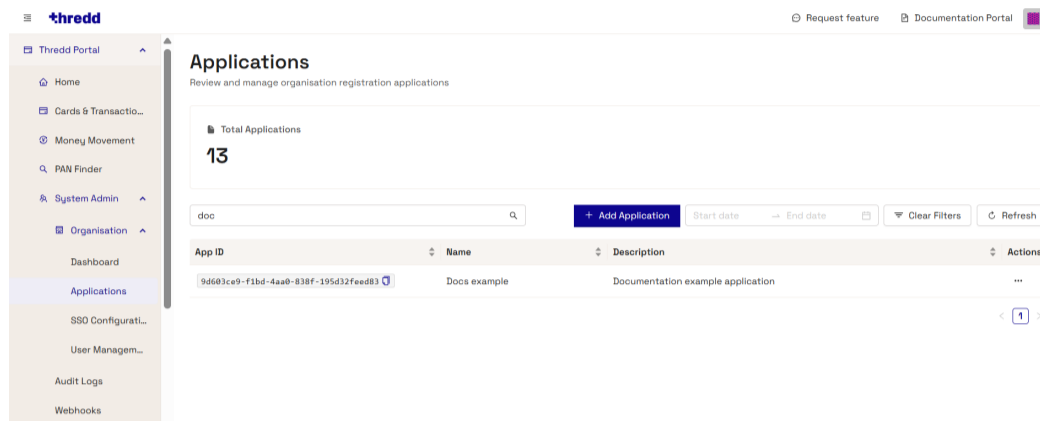 thredd
Request feature
Documentation Portal
Thredd Portal
Home
Cards & Transactio...
Money Movement
PAN Finder
System Admin
Organisation
Dashboard
Applications
SSO Configurati...
User Managem...
Audit Logs
Webhooks
Applications
Review and manage organisation registration applications
Total Applications
13
doc
+ Add Application
Start date → End date
Clear Filters
Refresh
App ID Name Description Actions
9d603ce9-f1bd-4aa0-838f-195d32feed83 Docs example Documentation example application ...
< 1 >